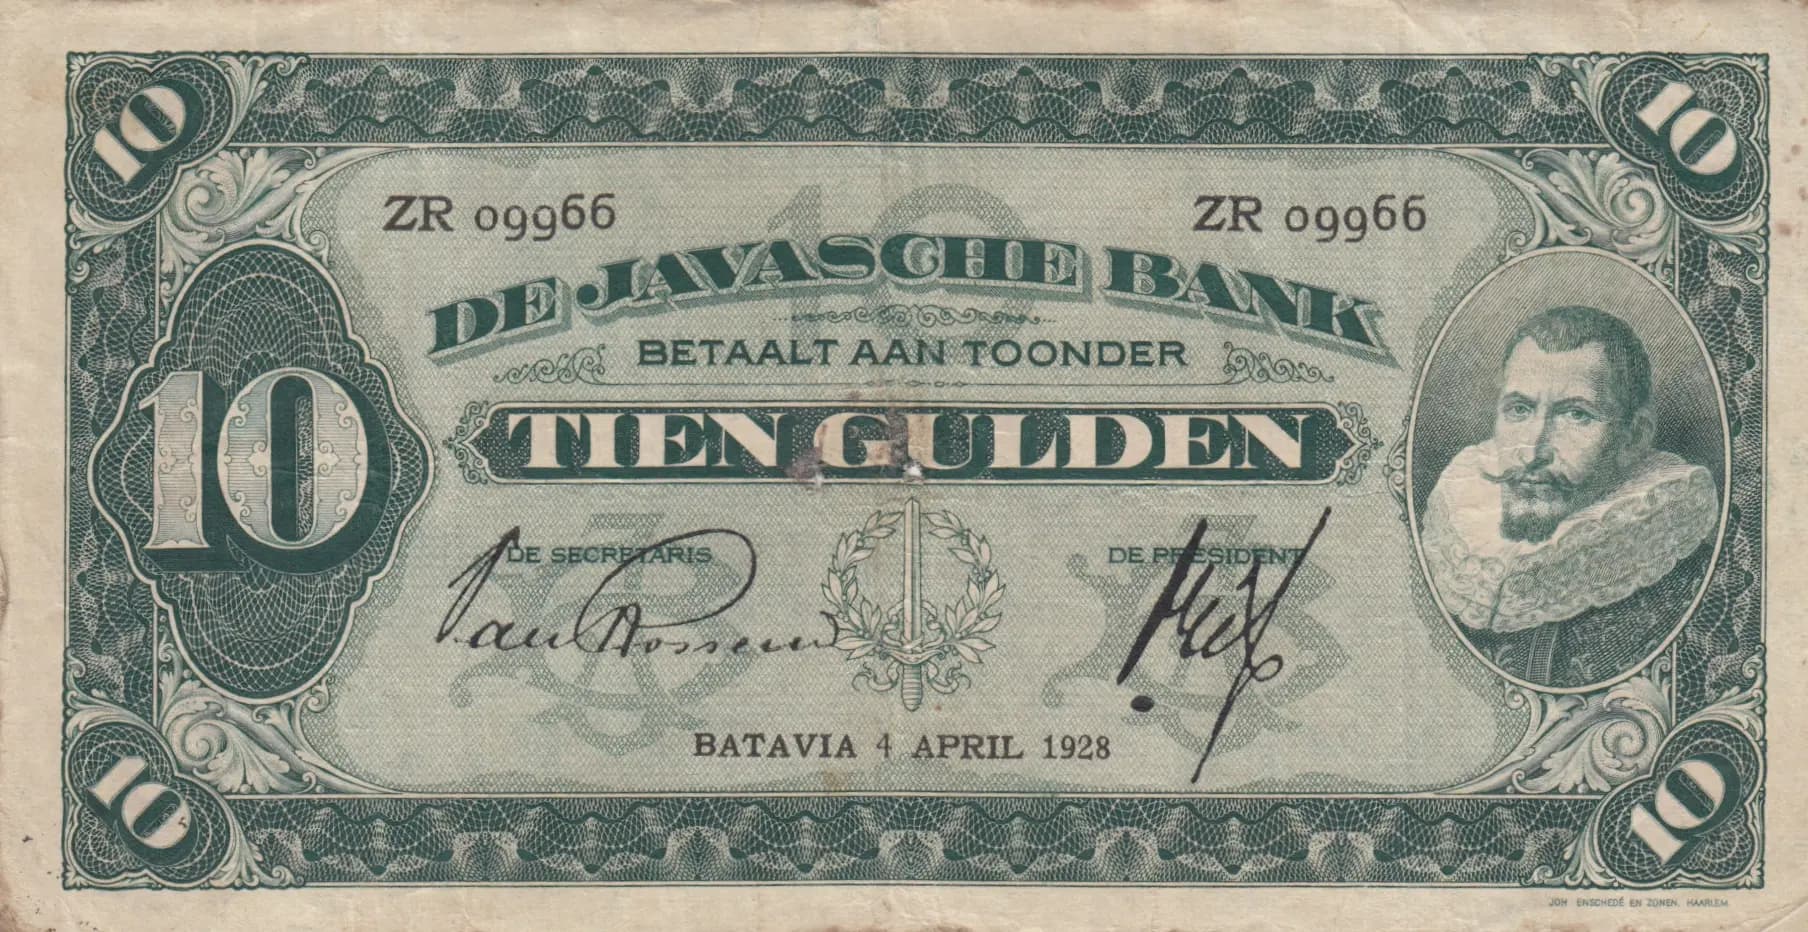 10 10
ZR 09966 ZR 09966
DE JAVASCHE BANK
BETAALT AAN TOONDER
10
TIEN GULDEN
DE SECRETARIS DE PRESIDENT
BATAVIA 4 APRIL 1928
10 10
JOH. ENSCHEDÉ EN ZONEN. HAARLEM.